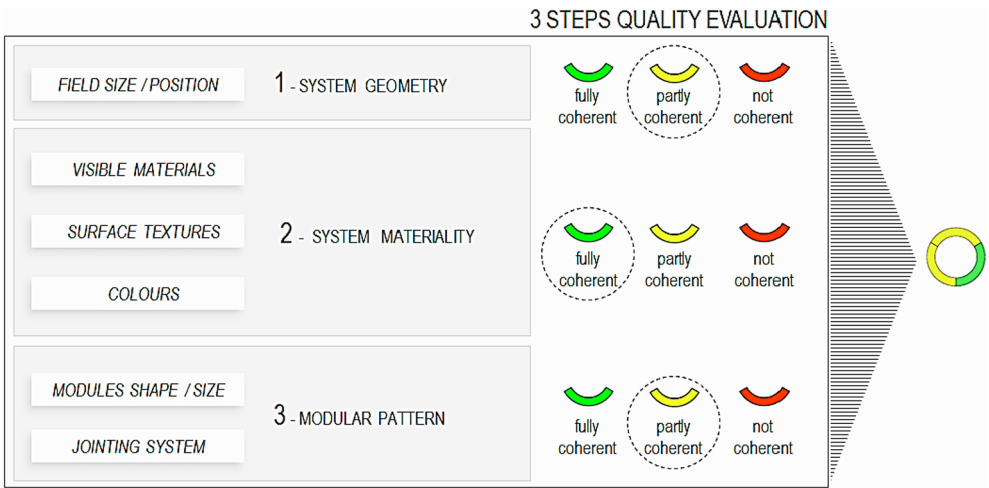 3 STEPS QUALITY EVALUATION
FIELD SIZE / POSITION
1 - SYSTEM GEOMETRY
fully coherent
partly coherent
not coherent
VISIBLE MATERIALS
SURFACE TEXTURES
COLOURS
2 - SYSTEM MATERIALITY
fully coherent
partly coherent
not coherent
MODULES SHAPE / SIZE
JOINTING SYSTEM
3 - MODULAR PATTERN
fully coherent
partly coherent
not coherent